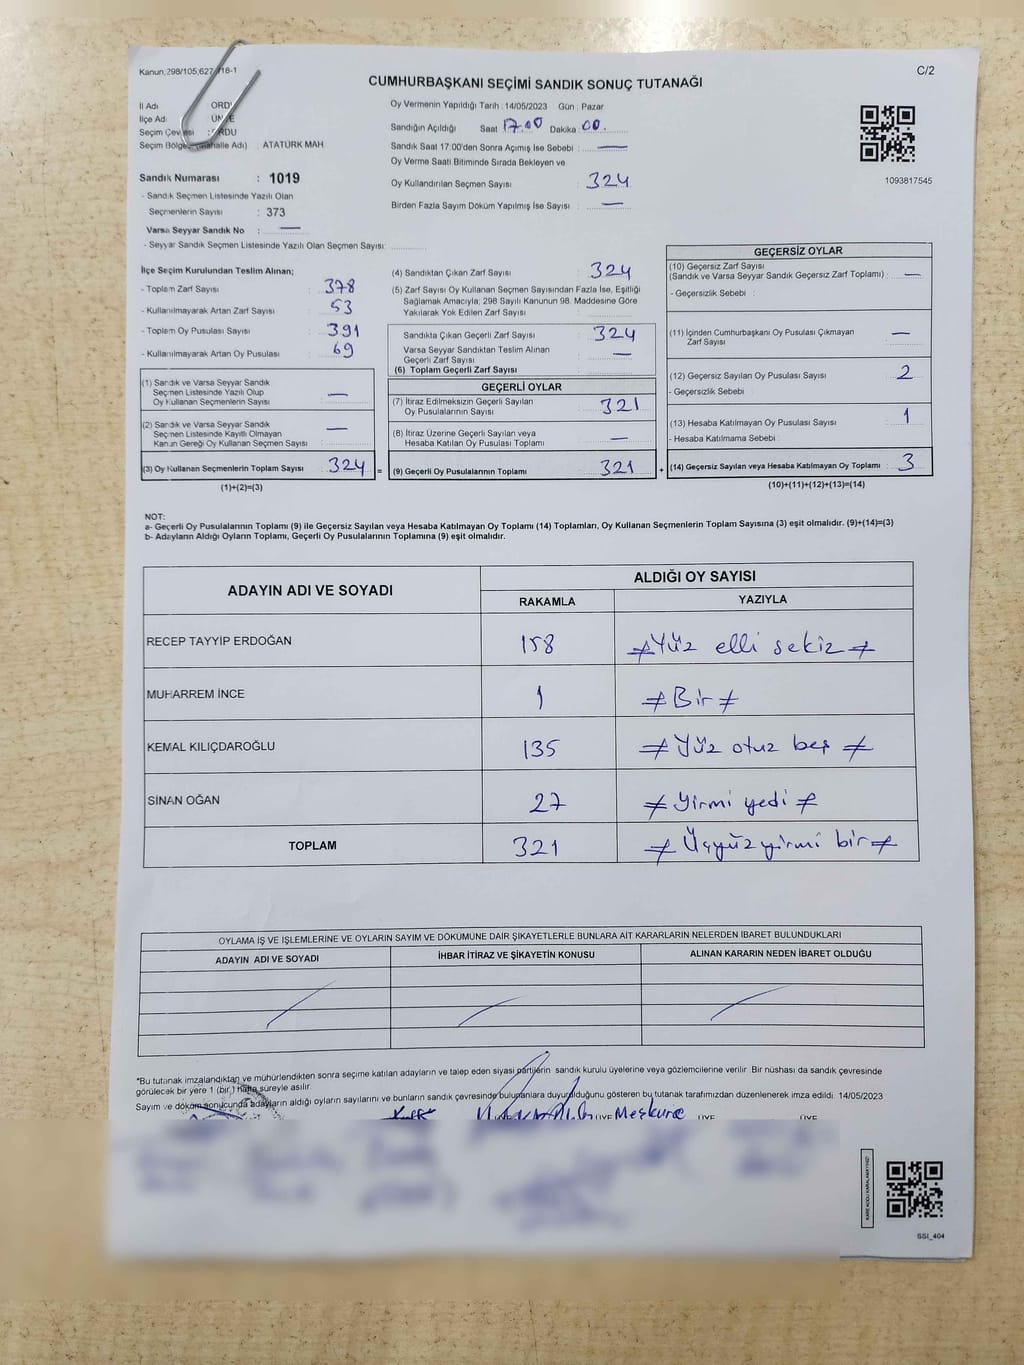 Kanun,298/105,627 718-1
C/2
CUMHURBAŞKANI SEÇİMİ SANDIK SONUÇ TUTANAĞI
İl Adı ORDU
İlçe Adı : ÜNYE
Seçim Çevresi : ORDU
Seçim Bölgesi (Mahalle Adı) ATATÜRK MAH
Sandık Numarası : 1019
- Sandık Seçmen Listesinde Yazılı Olan
Seçmenlerin Sayısı : 373
Varsa Seyyar Sandık No : —
- Seyyar Sandık Seçmen Listesinde Yazılı Olan Seçmen Sayısı:
Oy Vermenin Yapıldığı Tarih : 14/05/2023 Gün : Pazar
Sandığın Açıldığı Saat 17.00 Dakika : 00.
Sandık Saat 17:00'den Sonra Açımış İse Sebebi : —
Oy Verme Saati Bitiminde Sırada Bekleyen ve
Oy Kullandırılan Seçmen Sayısı : 324
Birden Fazla Sayım Döküm Yapılmış İse Sayısı : —
1093817545
İlçe Seçim Kurulundan Teslim Alınan;
- Toplam Zarf Sayısı : 378
- Kullanılmayarak Artan Zarf Sayısı : 53
- Toplam Oy Pusulası Sayısı : 391
- Kullanılmayarak Artan Oy Pusulası : 69
(1) Sandık ve Varsa Seyyar Sandık
Seçmen Listesinde Yazılı Olup
Oy Kullanan Seçmenlerin Sayısı : —
(2) Sandık ve Varsa Seyyar Sandık
Seçmen Listesinde Kayıtlı Olmayan
Kanun Gereği Oy Kullanan Seçmen Sayısı : —
(3) Oy Kullanan Seçmenlerin Toplam Sayısı : 324 =
(1)+(2)=(3)
(4) Sandıktan Çıkan Zarf Sayısı : 324
(5) Zarf Sayısı Oy Kullanan Seçmen Sayısından Fazla İse, Eşitliği
Sağlamak Amacıyla; 298 Sayılı Kanunun 98. Maddesine Göre
Yakılarak Yok Edilen Zarf Sayısı :
Sandıkta Çıkan Geçerli Zarf Sayısı : 324
Varsa Seyyar Sandıktan Teslim Alınan
Geçerli Zarf Sayısı : —
(6) Toplam Geçerli Zarf Sayısı
GEÇERLİ OYLAR
(7) İtiraz Edilmeksizin Geçerli Sayılan
Oy Pusulalarının Sayısı : 321
(8) İtiraz Üzerine Geçerli Sayılan veya
Hesaba Katılan Oy Pusulası Toplamı : —
(9) Geçerli Oy Pusulalarının Toplamı : 321 +
GEÇERSİZ OYLAR
(10) Geçersiz Zarf Sayısı
(Sandık ve Varsa Seyyar Sandık Geçersiz Zarf Toplamı) : —
- Geçersizlik Sebebi :
(11) İçinden Cumhurbaşkanı Oy Pusulası Çıkmayan
Zarf Sayısı : —
(12) Geçersiz Sayılan Oy Pusulası Sayısı : 2
- Geçersizlik Sebebi :
(13) Hesaba Katılmayan Oy Pusulası Sayısı : 1
- Hesaba Katılmama Sebebi :
(14) Geçersiz Sayılan veya Hesaba Katılmayan Oy Toplamı : 3
(10)+(11)+(12)+(13)=(14)
NOT:
a- Geçerli Oy Pusulalarının Toplamı (9) ile Geçersiz Sayılan veya Hesaba Katılmayan Oy Toplamı (14) Toplamları, Oy Kullanan Seçmenlerin Toplam Sayısına (3) eşit olmalıdır. (9)+(14)=(3)
b- Adayların Aldığı Oyların Toplamı, Geçerli Oy Pusulalarının Toplamına (9) eşit olmalıdır.
ADAYIN ADI VE SOYADI ALDIĞI OY SAYISI
RAKAMLA YAZIYLA
RECEP TAYYİP ERDOĞAN 158 ≠Yüz elli sekiz≠
MUHARREM İNCE 1 ≠Bir≠
KEMAL KILIÇDAROĞLU 135 ≠Yüz otuz beş≠
SİNAN OĞAN 27 ≠Yirmi yedi≠
TOPLAM 321 ≠Üçyüzyirmi bir≠
OYLAMA İŞ VE İŞLEMLERİNE VE OYLARIN SAYIM VE DÖKÜMÜNE DAİR ŞİKAYETLERLE BUNLARA AİT KARARLARIN NELERDEN İBARET BULUNDUKLARI
ADAYIN ADI VE SOYADI İHBAR İTİRAZ VE ŞİKAYETİN KONUSU ALINAN KARARIN NEDEN İBARET OLDUĞU
*Bu tutanak imzalandıktan ve mühürlendikten sonra seçime katılan adayların ve talep eden siyasi partilerin sandık kurulu üyelerine veya gözlemcilerine verilir. Bir nüshası da sandık çevresinde
görülecek bir yere 1 (bir) hafta süreyle asılır.
Sayım ve döküm sonucunda adayların aldığı oyların sayılarını ve bunların sandık çevresinde bulunanlara duyurulduğunu gösteren bu tutanak tarafımızdan düzenlenerek imza edildi. 14/05/2023
ÜYE Meşkure ÜYE ÜYE
SSI_404